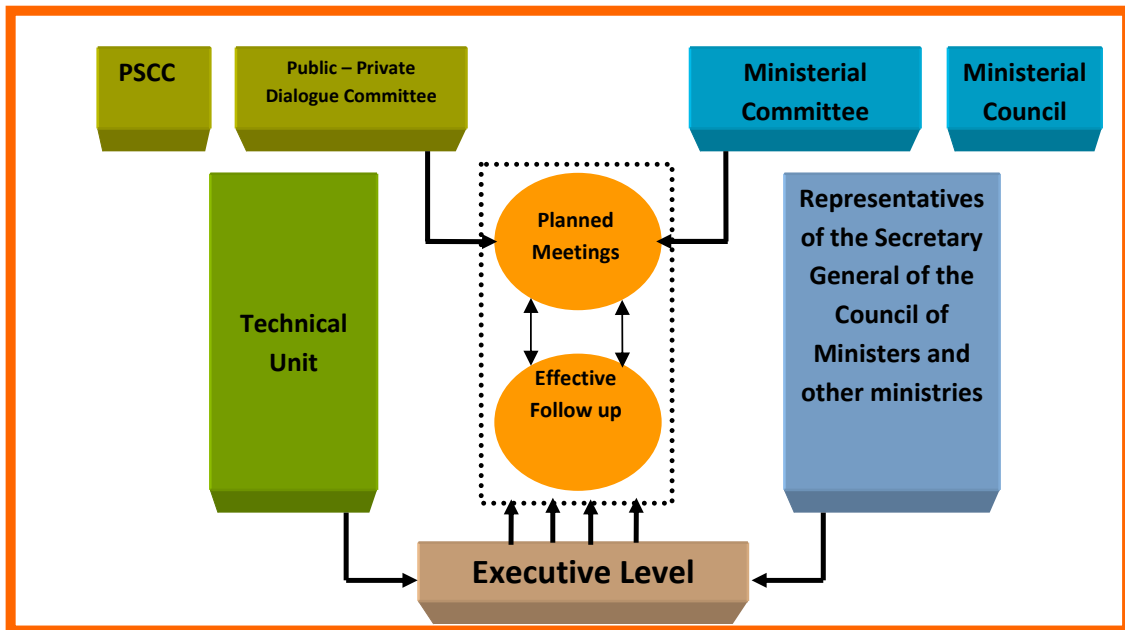 PSCC
Public – Private
Dialogue Committee
Ministerial
Committee
Ministerial
Council
Technical
Unit
Planned
Meetings
Effective
Follow up
Representatives
of the Secretary
General of the
Council of
Ministers and
other ministries
Executive Level